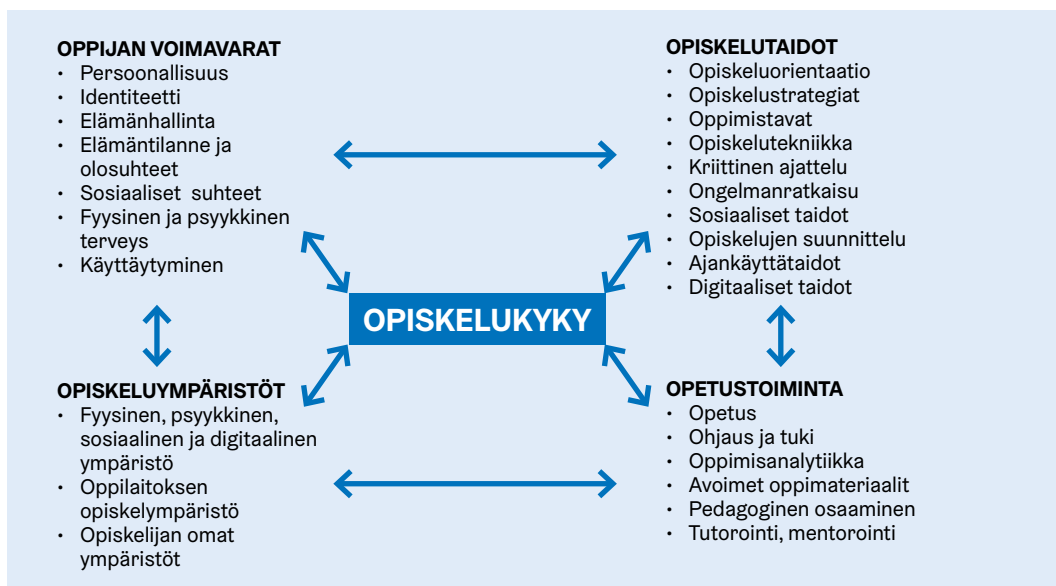 OPPIJAN VOIMAVARAT
· Persoonallisuus
· Identiteetti
· Elämänhallinta
· Elämäntilanne ja
olosuhteet
· Sosiaaliset suhteet
· Fyysinen ja psyykkinen
terveys
· Käyttäytyminen
OPISKELUTAIDOT
· Opiskeluorientaatio
· Opiskelustrategiat
· Oppimistavat
· Opiskelutekniikka
· Kriittinen ajattelu
· Ongelmanratkaisu
· Sosiaaliset taidot
· Opiskelujen suunnittelu
· Ajankäyttätaidot
· Digitaaliset taidot
OPISKELUKYKY
OPISKELUYMPÄRISTÖT
· Fyysinen, psyykkinen,
sosiaalinen ja digitaalinen
ympäristö
· Oppilaitoksen
opiskelympäristö
· Opiskelijan omat
ympäristöt
OPETUSTOIMINTA
· Opetus
· Ohjaus ja tuki
· Oppimisanalytiikka
· Avoimet oppimateriaalit
· Pedagoginen osaaminen
· Tutorointi, mentorointi